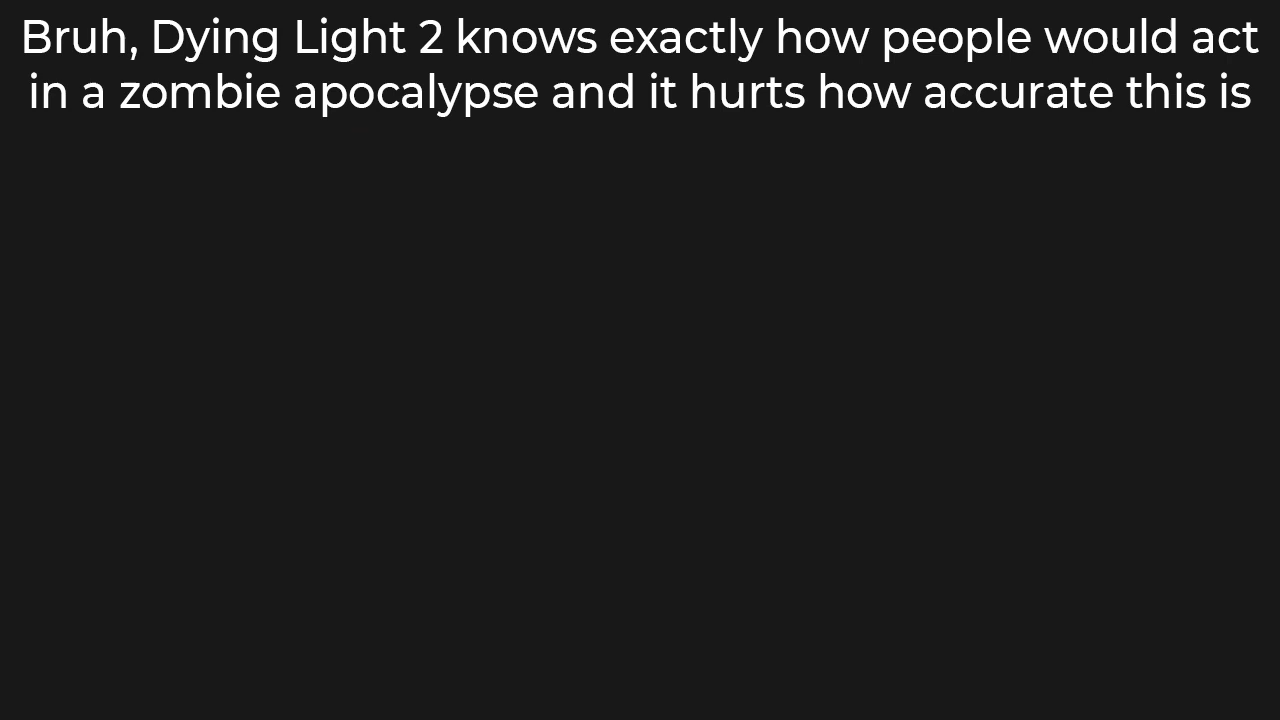 Bruh, Dying Light 2 knows exactly how people would act
in a zombie apocalypse and it hurts how accurate this is